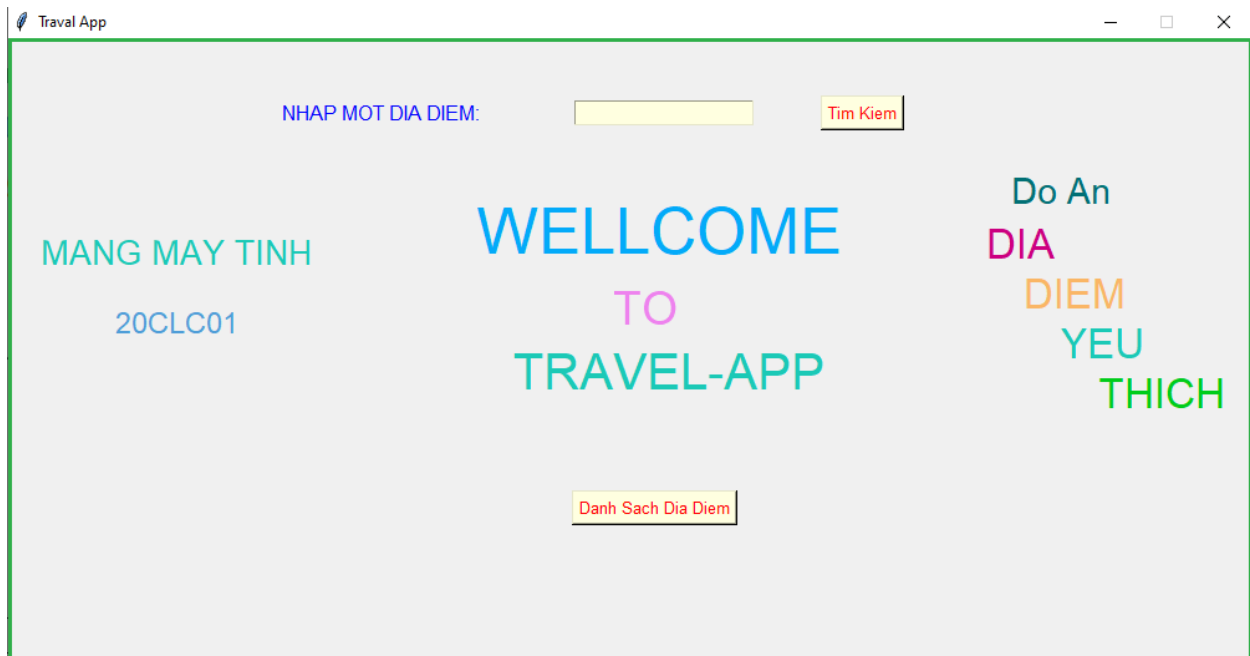 Traval App
NHAP MOT DIA DIEM:
Tim Kiem
MANG MAY TINH
20CLC01
WELLCOME
TO
TRAVEL-APP
Do An
DIA
DIEM
YEU
THICH
Danh Sach Dia Diem